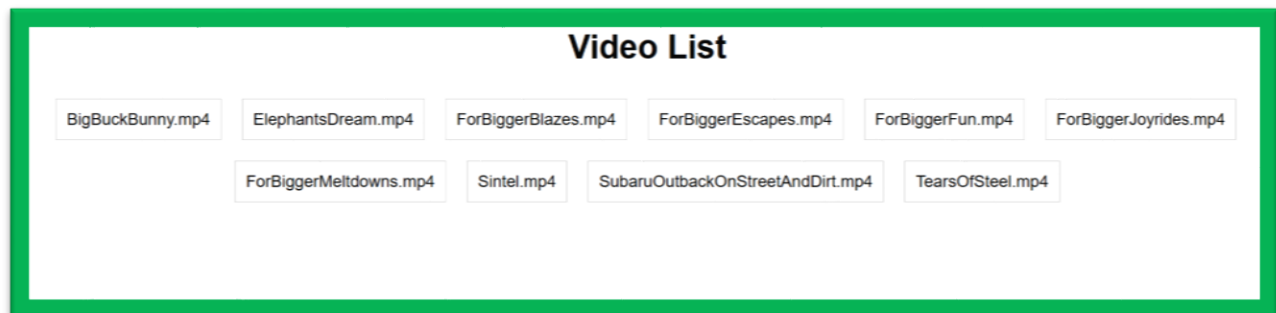 Video List
BigBuckBunny.mp4 ElephantsDream.mp4 ForBiggerBlazes.mp4 ForBiggerEscapes.mp4 ForBiggerFun.mp4 ForBiggerJoyrides.mp4
ForBiggerMeltdowns.mp4 Sintel.mp4 SubaruOutbackOnStreetAndDirt.mp4 TearsOfSteel.mp4